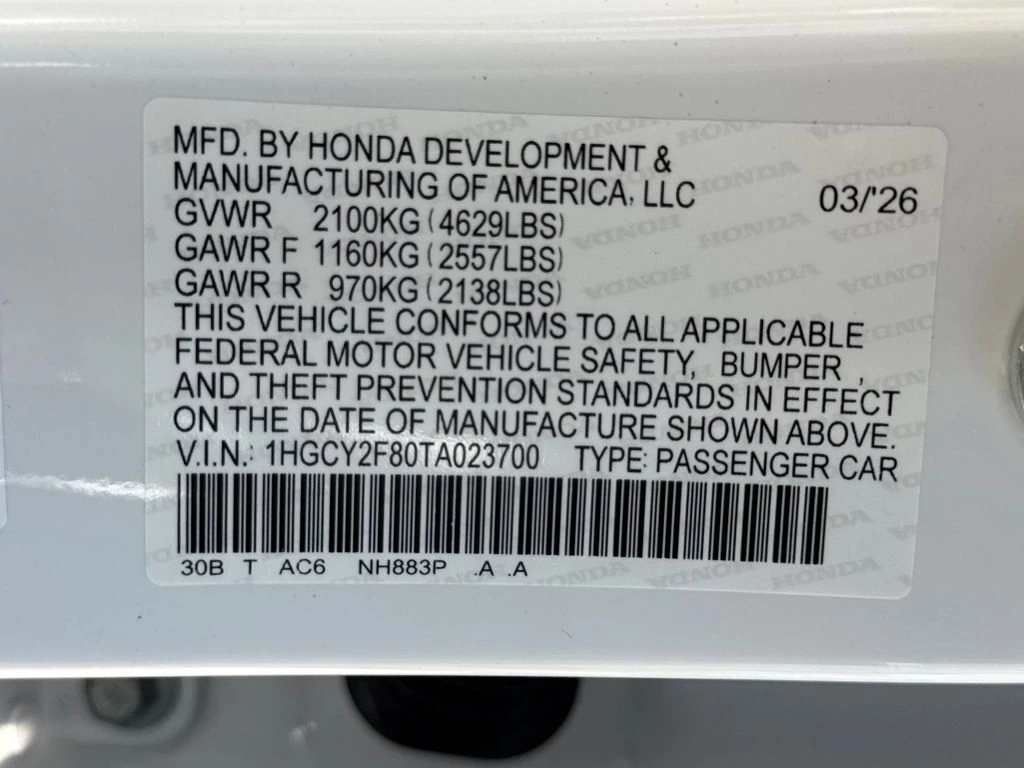 MFD. BY HONDA DEVELOPMENT &
MANUFACTURING OF AMERICA, LLC 03/'26
GVWR 2100KG (4629LBS)
GAWR F 1160KG (2557LBS)
GAWR R 970KG (2138LBS)
THIS VEHICLE CONFORMS TO ALL APPLICABLE
FEDERAL MOTOR VEHICLE SAFETY, BUMPER ,
AND THEFT PREVENTION STANDARDS IN EFFECT
ON THE DATE OF MANUFACTURE SHOWN ABOVE.
V.I.N.: 1HGCY2F80TA023700 TYPE: PASSENGER CAR
30B T AC6 NH883P .A .A